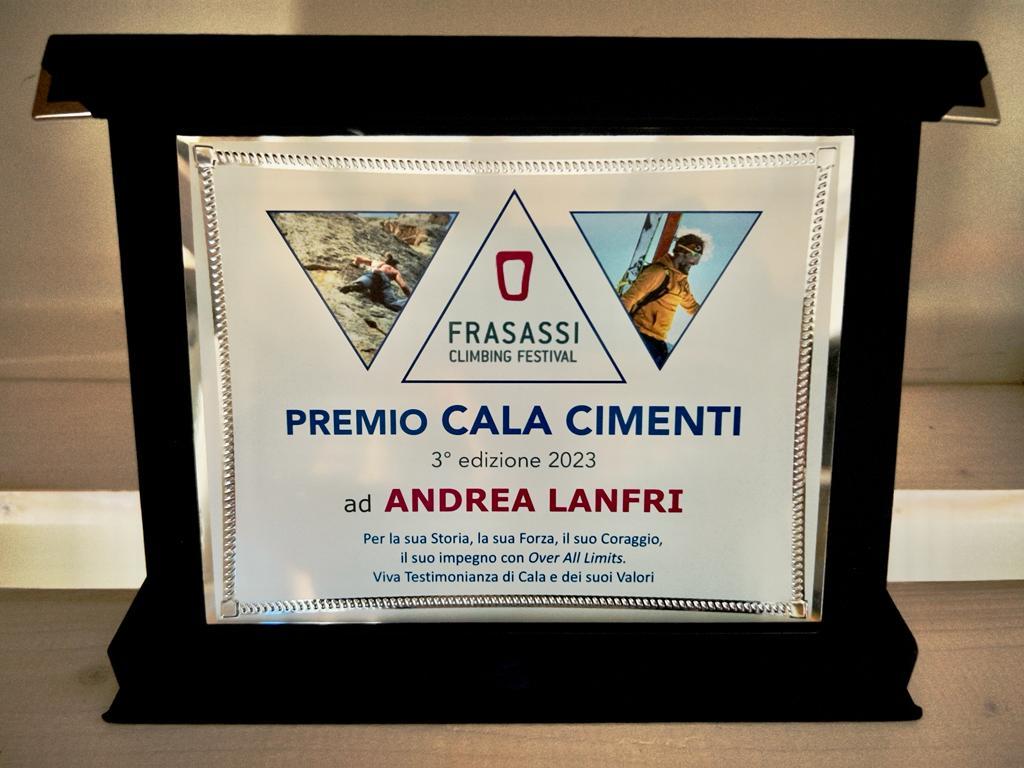 FRASASSI
CLIMBING FESTIVAL
PREMIO CALA CIMENTI
3° edizione 2023
ad ANDREA LANFRI
Per la sua Storia, la sua Forza, il suo Coraggio,
il suo impegno con Over All Limits.
Viva Testimonianza di Cala e dei suoi Valori